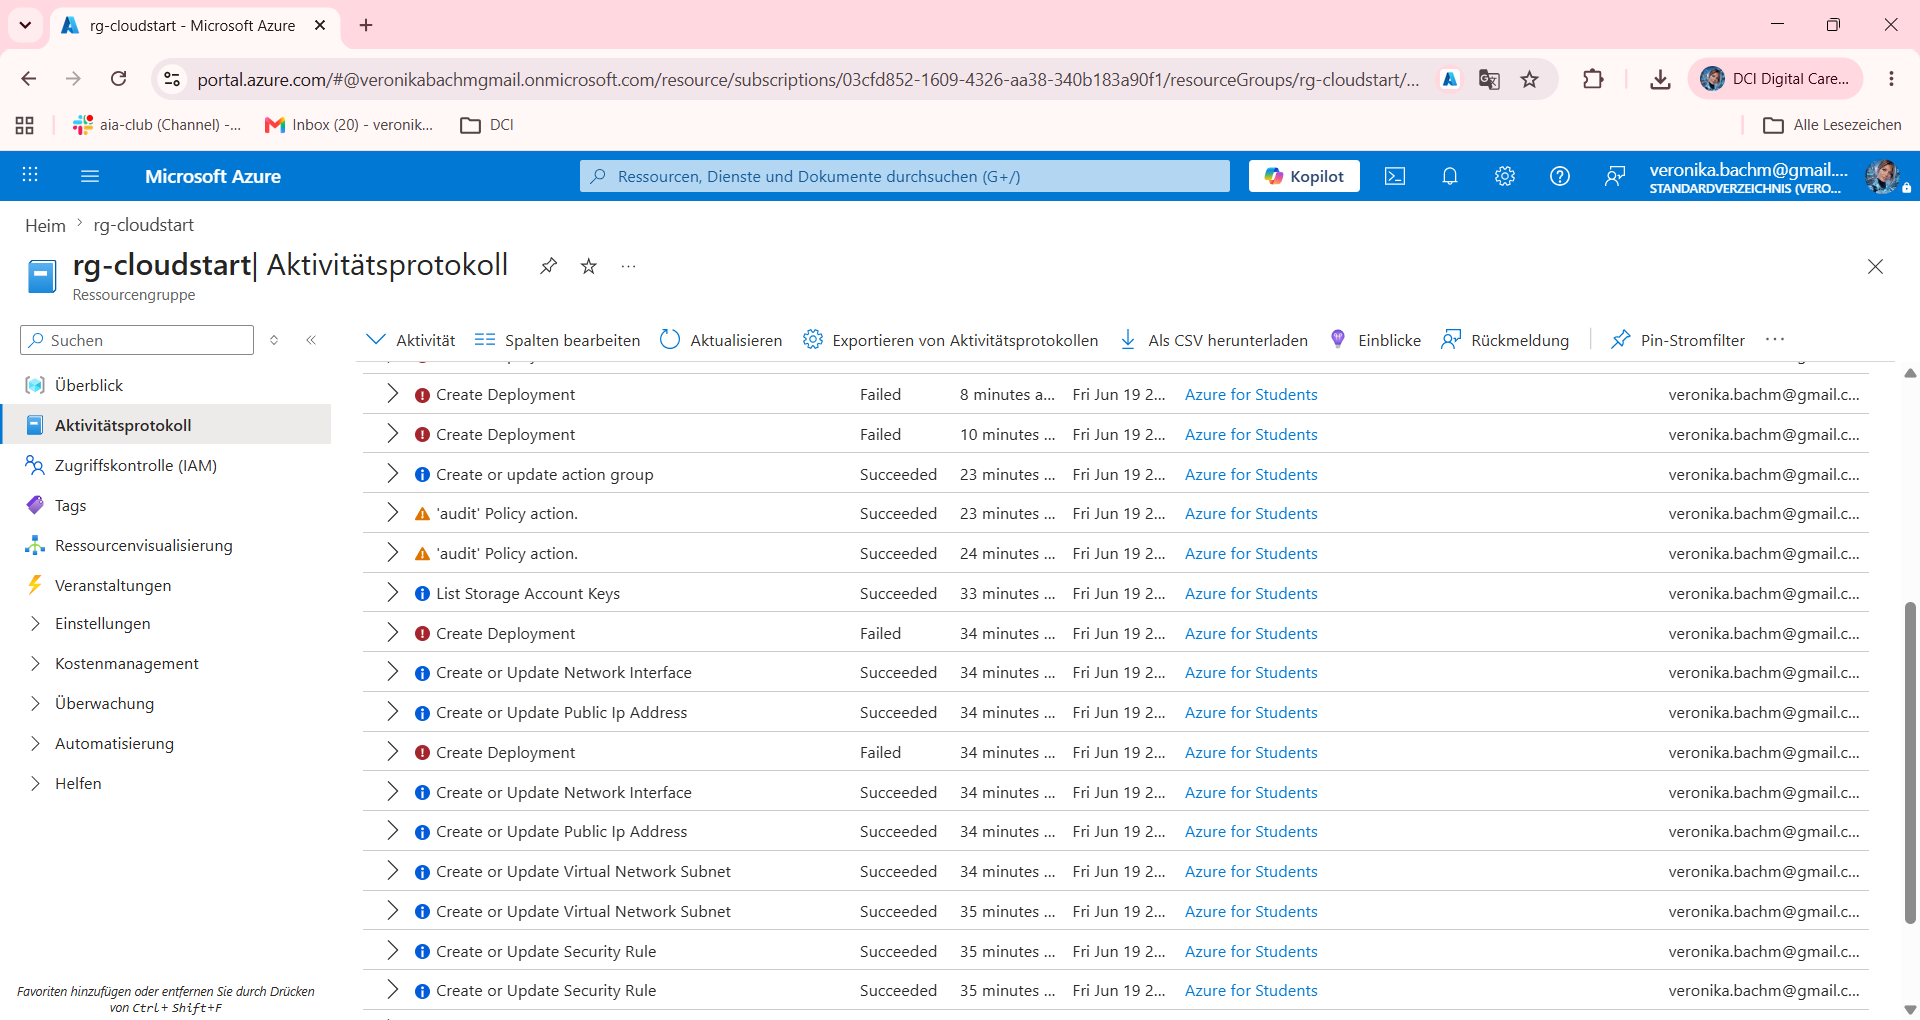 rg-cloudstart - Microsoft Azure
portal.azure.com/#@veronikabachmgmail.onmicrosoft.com/resource/subscriptions/03cfd852-1609-4326-aa38-340b183a90f1/resourceGroups/rg-cloudstart/...
DCI Digital Care...
aia-club (Channel) -...
Inbox (20) - veronik...
DCI
Alle Lesezeichen
Microsoft Azure
Ressourcen, Dienste und Dokumente durchsuchen (G+/)
Kopilot
veronika.bachm@gmail....
STANDARDVERZEICHNIS (VERO...
Heim
rg-cloudstart
rg-cloudstart| Aktivitätsprotokoll
Ressourcengruppe
Suchen
Aktivität
Spalten bearbeiten
Aktualisieren
Exportieren von Aktivitätsprotokollen
Als CSV herunterladen
Einblicke
Rückmeldung
Pin-Stromfilter
Überblick
Aktivitätsprotokoll
Zugriffskontrolle (IAM)
Tags
Ressourcenvisualisierung
Veranstaltungen
Einstellungen
Kostenmanagement
Überwachung
Automatisierung
Helfen
Favoriten hinzufügen oder entfernen Sie durch Drücken
von Ctrl+Shift+F
Create Deployment Failed 8 minutes a... Fri Jun 19 2... Azure for Students veronika.bachm@gmail.c...
Create Deployment Failed 10 minutes ... Fri Jun 19 2... Azure for Students veronika.bachm@gmail.c...
Create or update action group Succeeded 23 minutes ... Fri Jun 19 2... Azure for Students veronika.bachm@gmail.c...
'audit' Policy action. Succeeded 23 minutes ... Fri Jun 19 2... Azure for Students veronika.bachm@gmail.c...
'audit' Policy action. Succeeded 24 minutes ... Fri Jun 19 2... Azure for Students veronika.bachm@gmail.c...
List Storage Account Keys Succeeded 33 minutes ... Fri Jun 19 2... Azure for Students veronika.bachm@gmail.c...
Create Deployment Failed 34 minutes ... Fri Jun 19 2... Azure for Students veronika.bachm@gmail.c...
Create or Update Network Interface Succeeded 34 minutes ... Fri Jun 19 2... Azure for Students veronika.bachm@gmail.c...
Create or Update Public Ip Address Succeeded 34 minutes ... Fri Jun 19 2... Azure for Students veronika.bachm@gmail.c...
Create Deployment Failed 34 minutes ... Fri Jun 19 2... Azure for Students veronika.bachm@gmail.c...
Create or Update Network Interface Succeeded 34 minutes ... Fri Jun 19 2... Azure for Students veronika.bachm@gmail.c...
Create or Update Public Ip Address Succeeded 34 minutes ... Fri Jun 19 2... Azure for Students veronika.bachm@gmail.c...
Create or Update Virtual Network Subnet Succeeded 34 minutes ... Fri Jun 19 2... Azure for Students veronika.bachm@gmail.c...
Create or Update Virtual Network Subnet Succeeded 35 minutes ... Fri Jun 19 2... Azure for Students veronika.bachm@gmail.c...
Create or Update Security Rule Succeeded 35 minutes ... Fri Jun 19 2... Azure for Students veronika.bachm@gmail.c...
Create or Update Security Rule Succeeded 35 minutes ... Fri Jun 19 2... Azure for Students veronika.bachm@gmail.c...